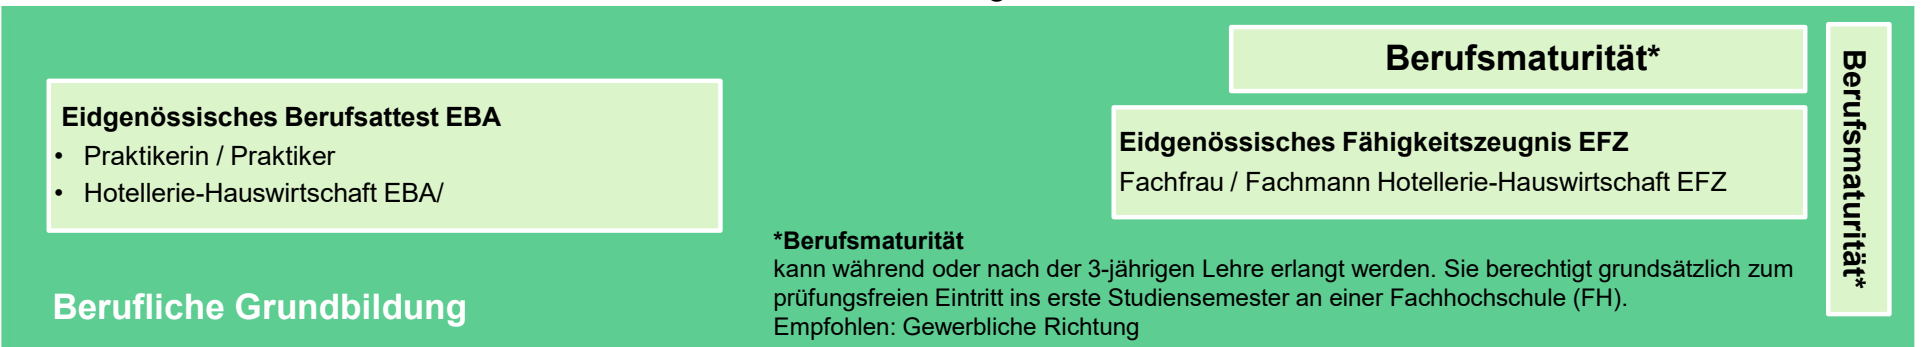 Berufsmaturität*
Berufsmaturität*
Eidgenössisches Berufsattest EBA
• Praktikerin / Praktiker
• Hotellerie-Hauswirtschaft EBA/
Eidgenössisches Fähigkeitszeugnis EFZ
Fachfrau / Fachmann Hotellerie-Hauswirtschaft EFZ
*Berufsmaturität
kann während oder nach der 3-jährigen Lehre erlangt werden. Sie berechtigt grundsätzlich zum
prüfungsfreien Eintritt ins erste Studiensemester an einer Fachhochschule (FH).
Empfohlen: Gewerbliche Richtung
Berufliche Grundbildung